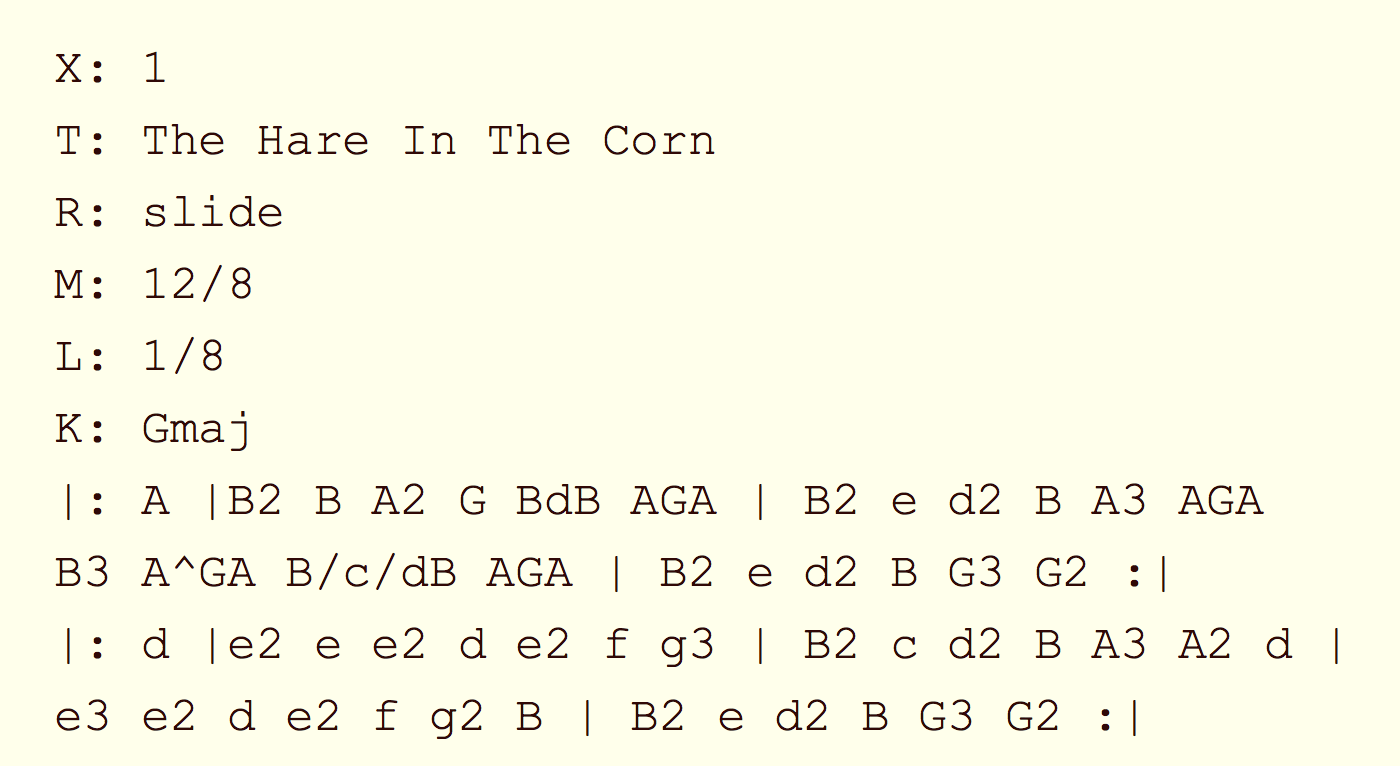 X: 1
T: The Hare In The Corn
R: slide
M: 12/8
L: 1/8
K: Gmaj
|: A |B2 B A2 G BdB AGA | B2 e d2 B A3 AGA
B3 A^GA B/c/dB AGA | B2 e d2 B G3 G2 :|
|: d |e2 e e2 d e2 f g3 | B2 c d2 B A3 A2 d |
e3 e2 d e2 f g2 B | B2 e d2 B G3 G2 :|